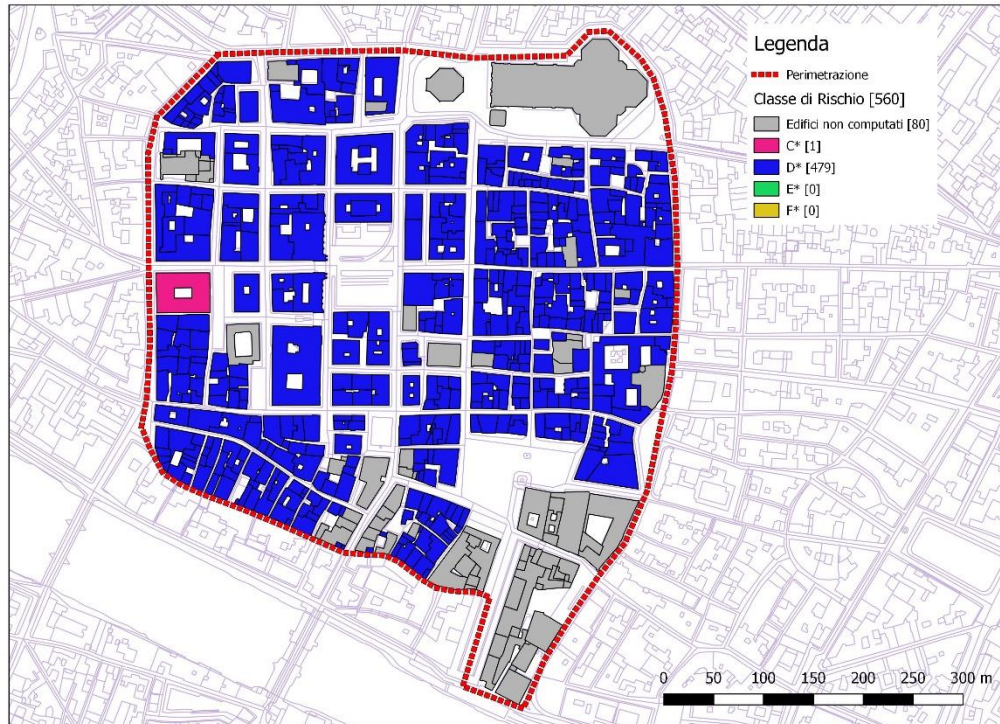 Legenda
Perimetrazione
Classe di Rischio [560]
Edifici non computati [80]
C* [1]
D* [479]
E* [0]
F* [0]
0 50 100 150 200 250 300 m